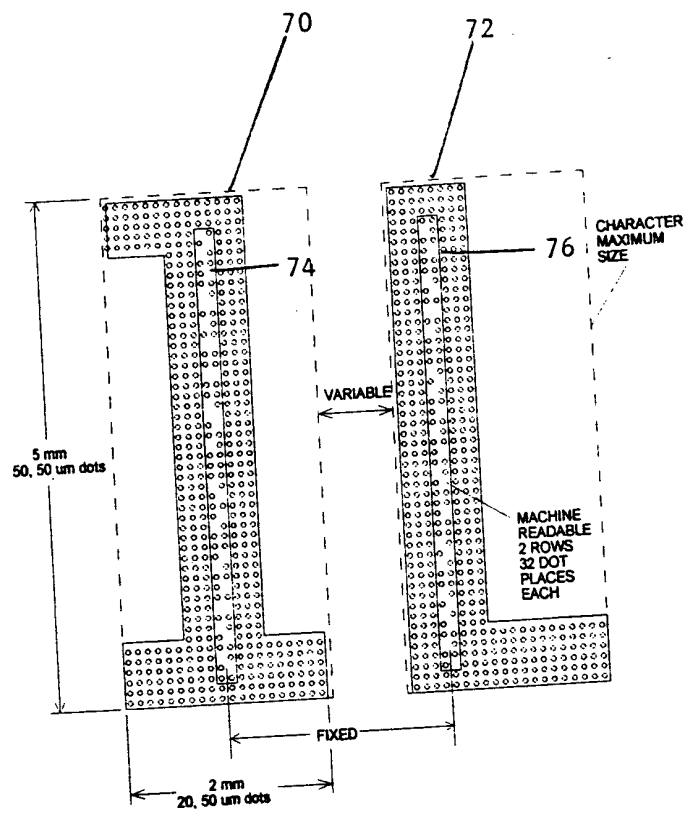 70
72
CHARACTER
MAXIMUM
SIZE
74
76
VARIABLE
5 mm
50, 50 um dots
MACHINE
READABLE
2 ROWS
32 DOT
PLACES
EACH
FIXED
2 mm
20, 50 um dots